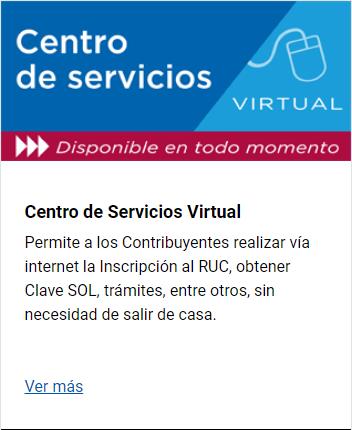 Centro
de servicios
VIRTUAL
Disponible en todo momento
Centro de Servicios Virtual
Permite a los Contribuyentes realizar vía
internet la Inscripción al RUC, obtener
Clave SOL, trámites, entre otros, sin
necesidad de salir de casa.
Ver más